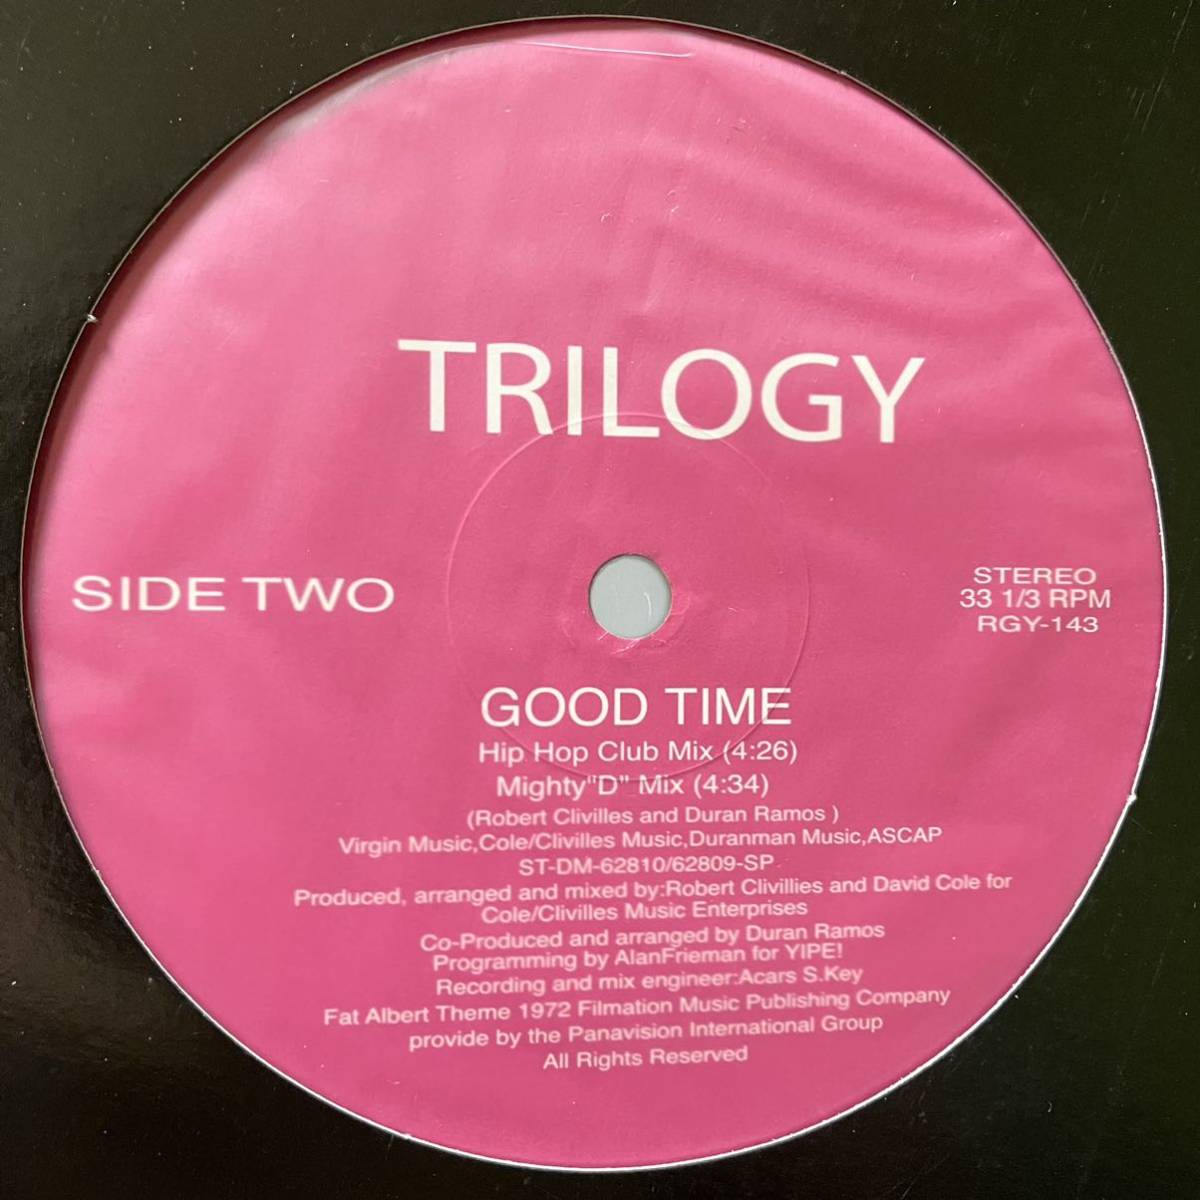 TRILOGY
SIDE TWO
STEREO
33 1/3 RPM
RGY-143
GOOD TIME
Hip Hop Club Mix (4:26)
Mighty"D" Mix (4:34)
(Robert Clivilles and Duran Ramos )
Virgin Music,Cole/Clivilles Music,Duranman Music,ASCAP
ST-DM-62810/62809-SP
Produced, arranged and mixed by:Robert Clivillies and David Cole for
Cole/Clivilles Music Enterprises
Co-Produced and arranged by Duran Ramos
Programming by AlanFrieman for YIPE!
Recording and mix engineer:Acars S.Key
Fat Albert Theme 1972 Filmation Music Publishing Company
provide by the Panavision International Group
All Rights Reserved